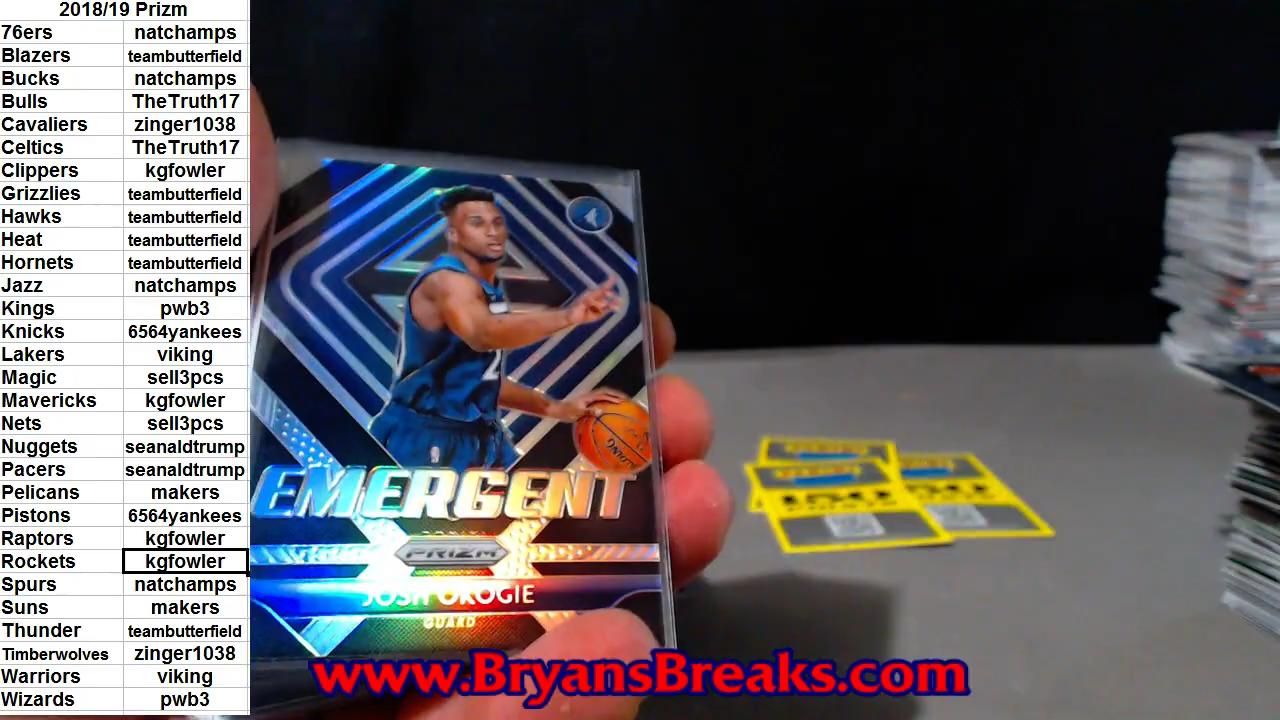 2018/19 Prizm
76ers natchamps
Blazers teambutterfield
Bucks natchamps
Bulls TheTruth17
Cavaliers zinger1038
Celtics TheTruth17
Clippers kgfowler
Grizzlies teambutterfield
Hawks teambutterfield
Heat teambutterfield
Hornets teambutterfield
Jazz natchamps
Kings pwb3
Knicks 6564yankees
Lakers viking
Magic sell3pcs
Mavericks kgfowler
Nets sell3pcs
Nuggets seanaldtrump
Pacers seanaldtrump
Pelicans makers
Pistons 6564yankees
Raptors kgfowler
Rockets kgfowler
Spurs natchamps
Suns makers
Thunder teambutterfield
Timberwolves zinger1038
Warriors viking
Wizards pwb3
2
EMERGENT
PRIZM
JOSH OKOGIE
GUARD
www.BryansBreaks.com